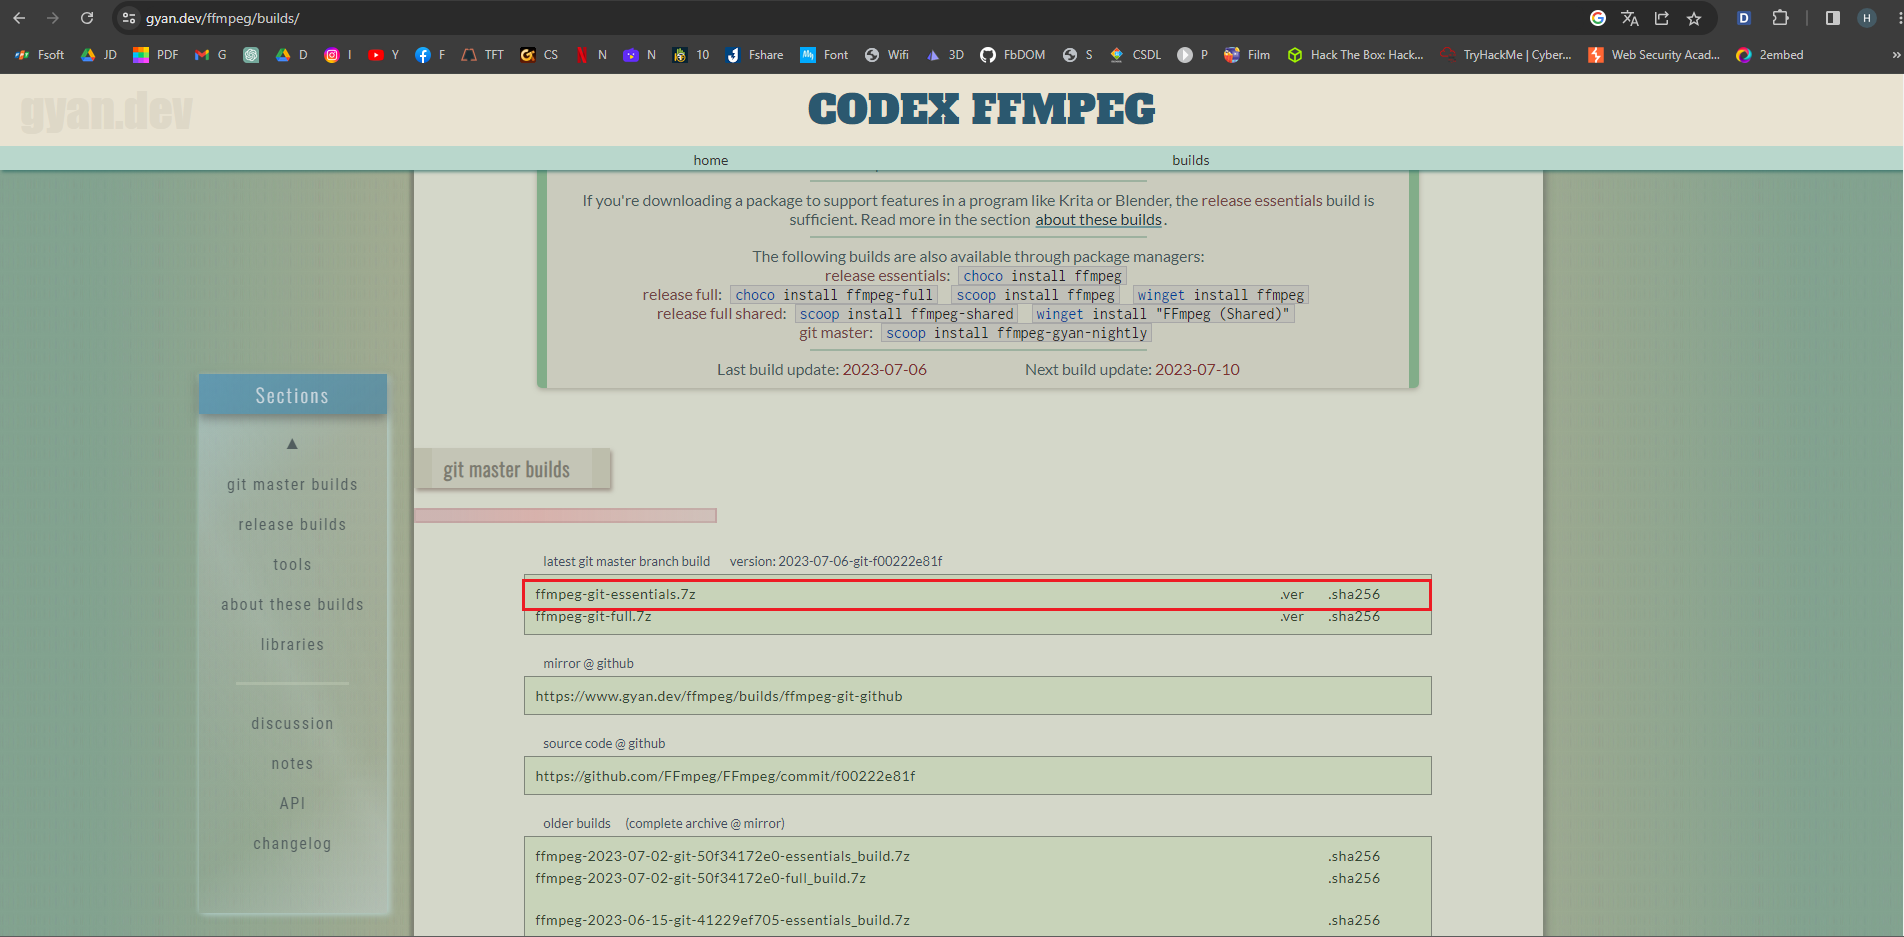 gyan.dev/ffmpeg/builds/
Fsoft JD PDF G D I Y F TFT CS N N 10 Fshare Font Wifi 3D FbDOM S CSDL P Film Hack The Box: Hack... TryHackMe | Cyber... Web Security Acad... 2embed »
gyan.dev
CODEX FFMPEG
home builds
If you're downloading a package to support features in a program like Krita or Blender, the release essentials build is
sufficient. Read more in the section about these builds.
The following builds are also available through package managers:
release essentials: choco install ffmpeg
release full: choco install ffmpeg-full scoop install ffmpeg winget install ffmpeg
release full shared: scoop install ffmpeg-shared winget install "FFmpeg (Shared)"
git master: scoop install ffmpeg-gyan-nightly
Last build update: 2023-07-06 Next build update: 2023-07-10
Sections
▲
git master builds
release builds
tools
about these builds
libraries
discussion
notes
API
changelog
git master builds
latest git master branch build version: 2023-07-06-git-f00222e81f
ffmpeg-git-essentials.7z .ver .sha256
ffmpeg-git-full.7z .ver .sha256
mirror @ github
https://www.gyan.dev/ffmpeg/builds/ffmpeg-git-github
source code @ github
https://github.com/FFmpeg/FFmpeg/commit/f00222e81f
older builds (complete archive @ mirror)
ffmpeg-2023-07-02-git-50f34172e0-essentials_build.7z .sha256
ffmpeg-2023-07-02-git-50f34172e0-full_build.7z .sha256
ffmpeg-2023-06-15-git-41229ef705-essentials_build.7z .sha256